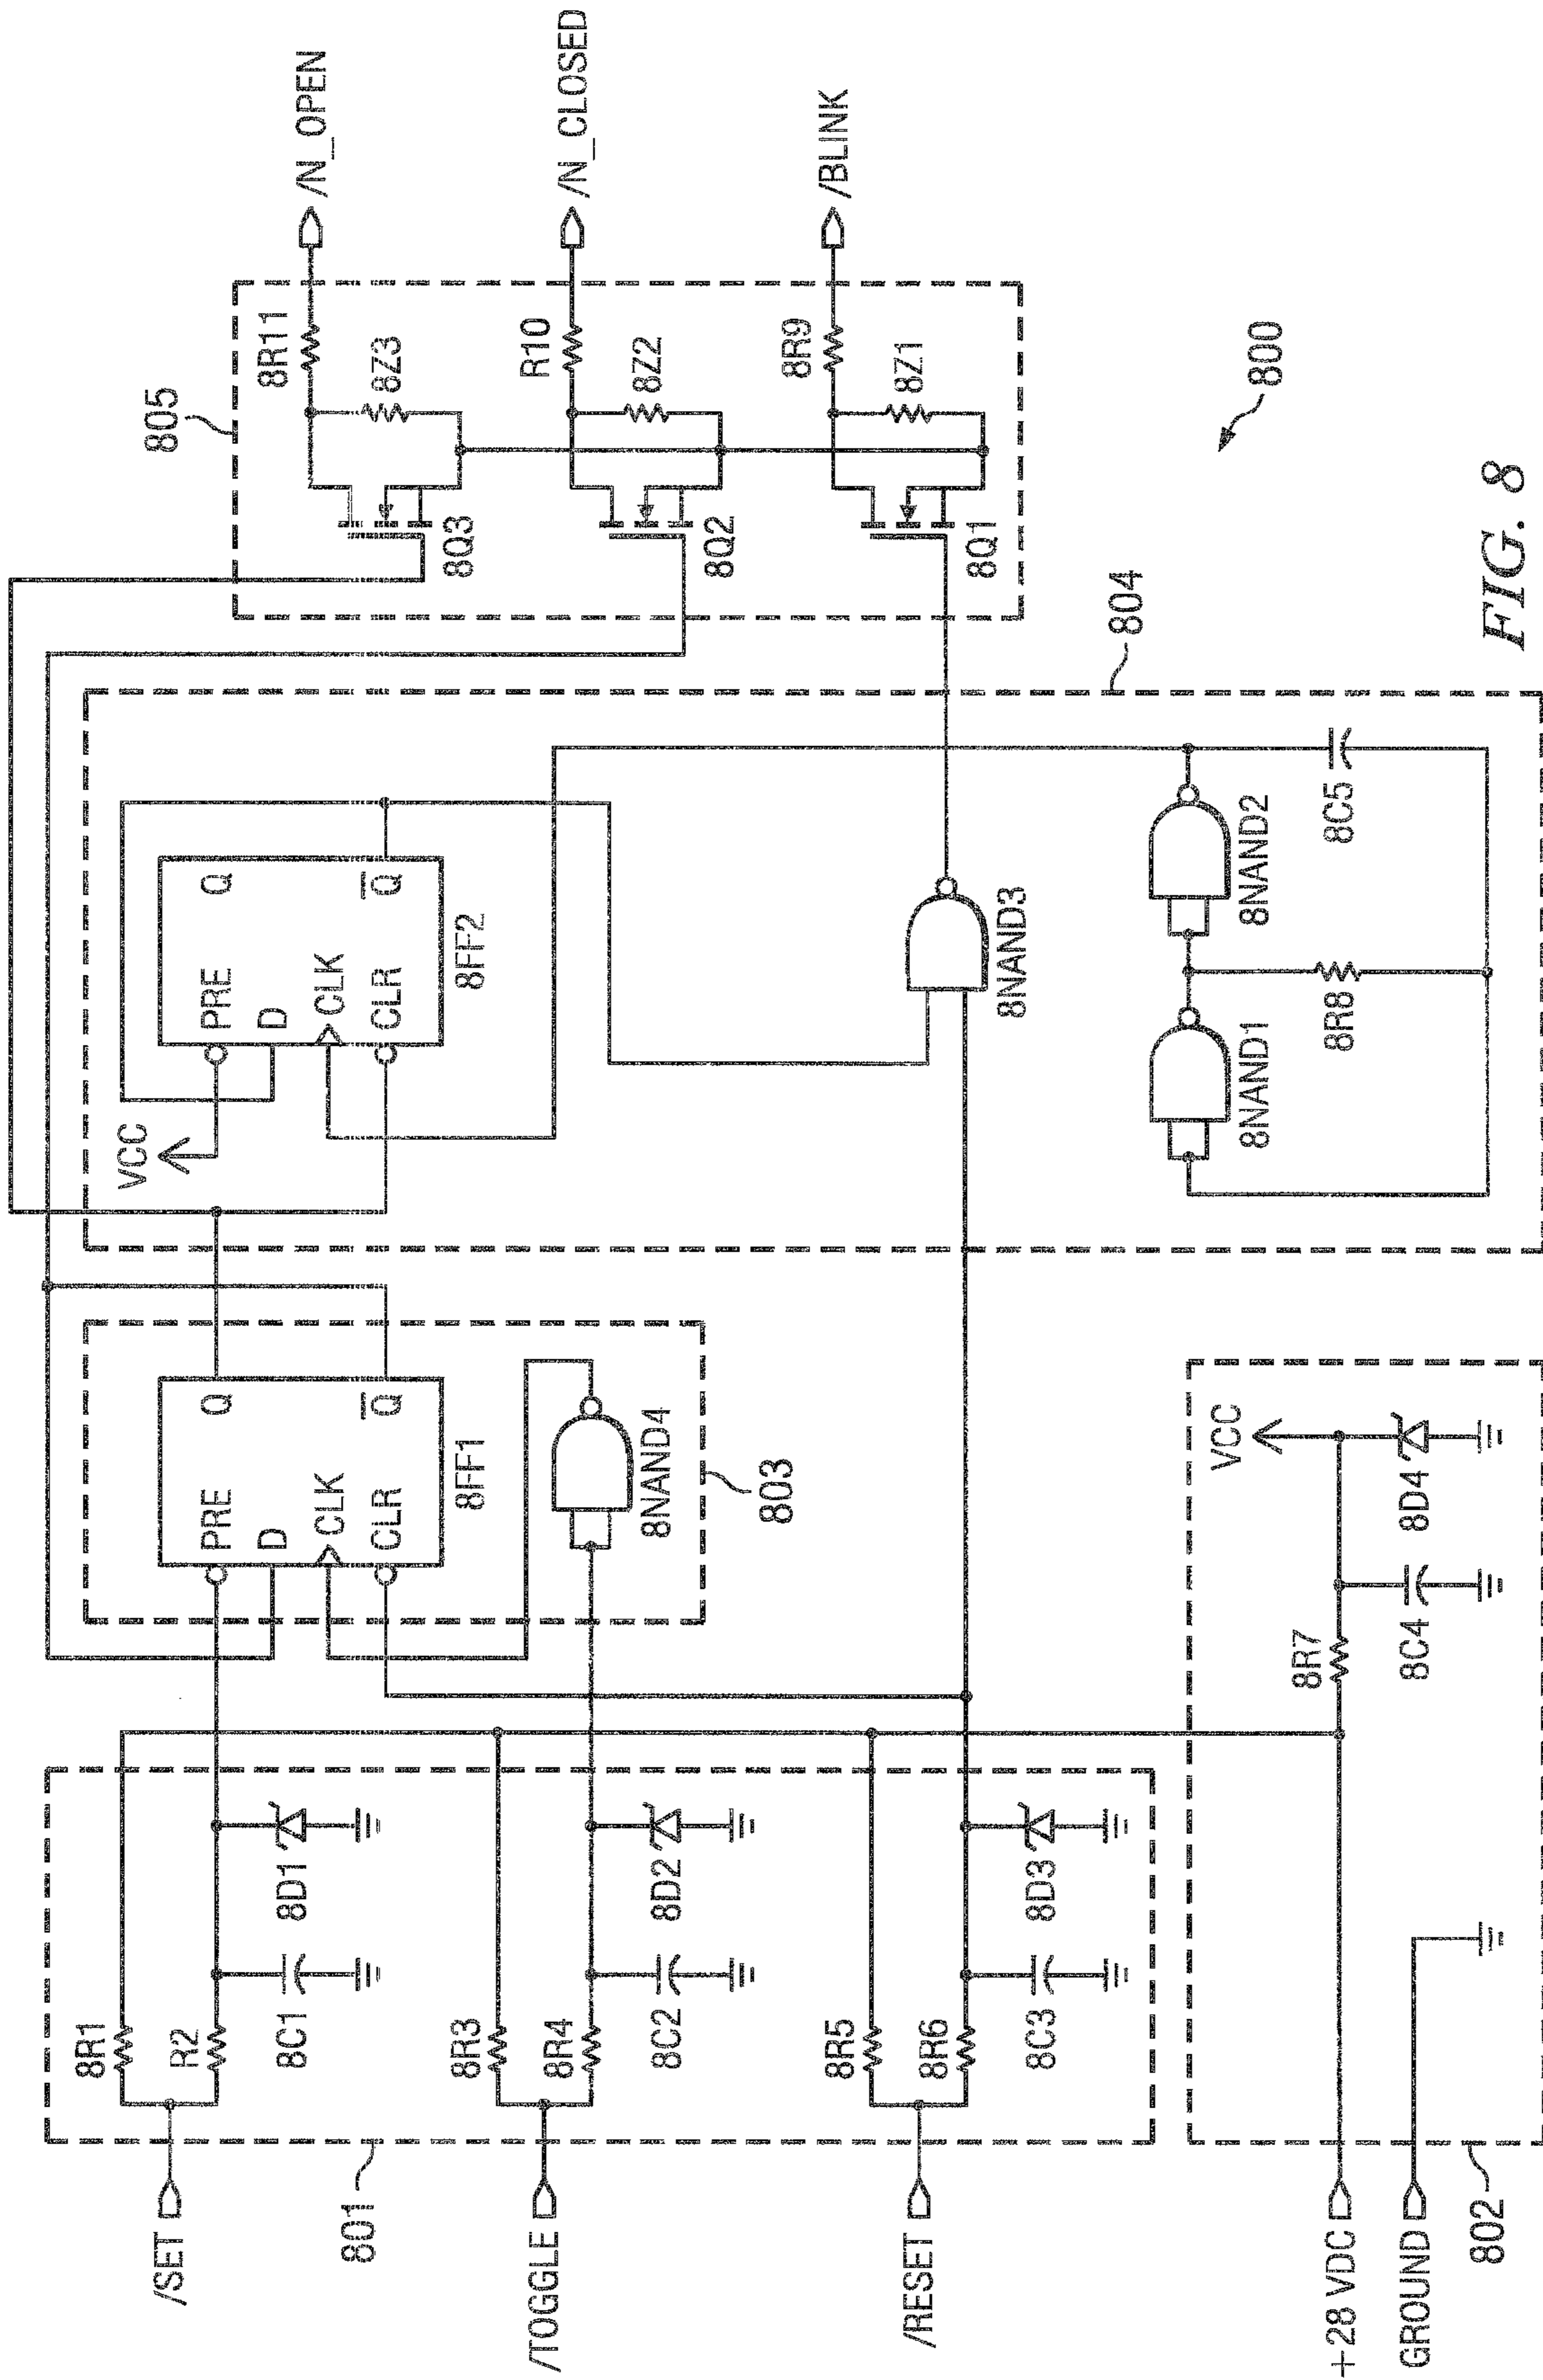 /SET
/TOGGLE
/RESET
+28 VDC
GROUND
801
8R1
R2
8C1
8D1
8R3
8R4
8C2
8D2
8R5
8R6
8C3
8D3
802
8R7
8C4
8D4
VCC
803
PRE
D
CLK
CLR
Q
Q
8FF1
8NAND4
804
VCC
PRE
D
CLK
CLR
Q
Q
8FF2
8NAND3
8NAND1
8R8
8NAND2
8C5
805
8Q3
8Z3
8R11
8Q2
8Z2
R10
8Q1
8Z1
8R9
/N_OPEN
/N_CLOSED
/BLINK
800
FIG. 8